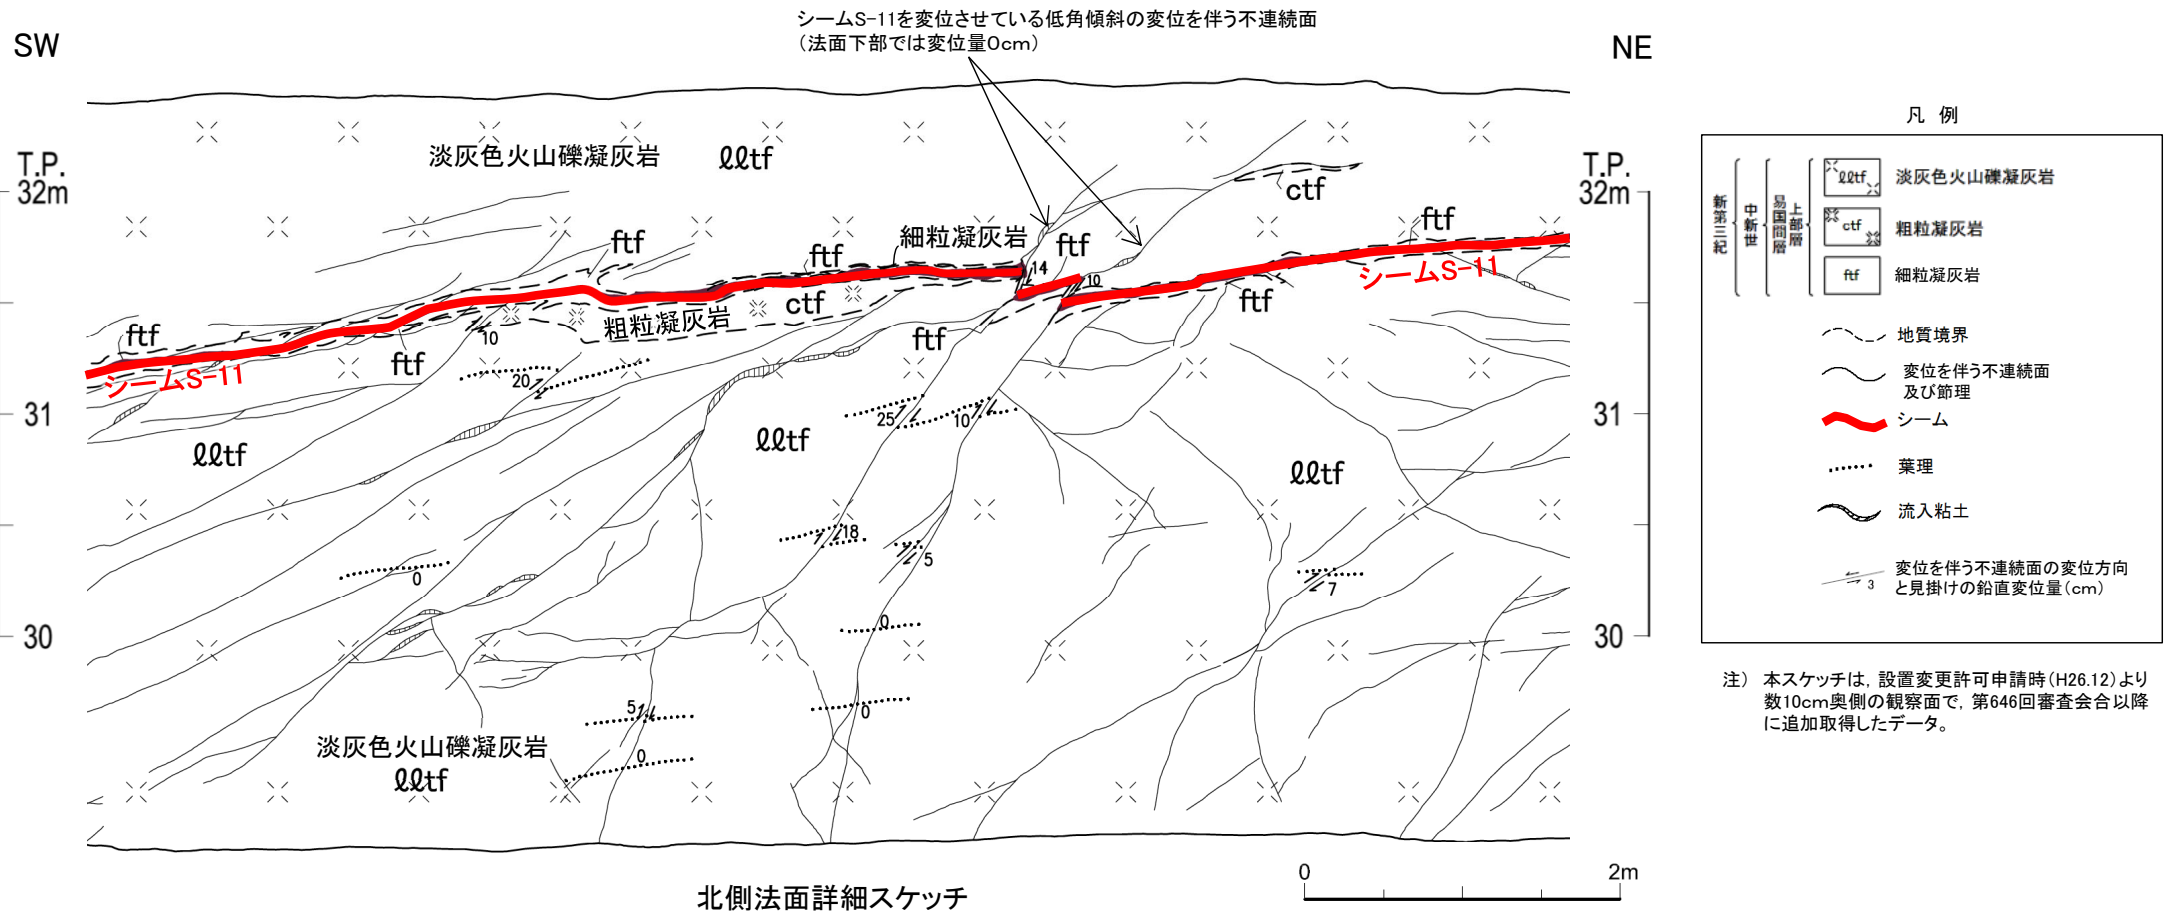 シームS-11を変位させている低角傾斜の変位を伴う不連続面
（法面下部では変位量0cm）
SW
NE
T.P.
32m
31
30
T.P.
32m
31
30
淡灰色火山礫凝灰岩 ℓℓtf
ctf
ftf
ftf
細粒凝灰岩
ftf
ftf
14
10
シームS-11
ftf
ctf
粗粒凝灰岩
ftf
ftf
10
ftf
シームS-11
20
25
10
ℓℓtf
ℓℓtf
ℓℓtf
18
5
0
7
0
5
0
0
淡灰色火山礫凝灰岩
ℓℓtf
北側法面詳細スケッチ
0
2m
凡 例
新第三紀
中新世
易国間層
上部層
ℓℓtf 淡灰色火山礫凝灰岩
ctf 粗粒凝灰岩
ftf 細粒凝灰岩
地質境界
変位を伴う不連続面
及び節理
シーム
葉理
流入粘土
3
変位を伴う不連続面の変位方向
と見掛けの鉛直変位量（cm）
注） 本スケッチは，設置変更許可申請時（H26.12）より
数10cm奥側の観察面で，第646回審査会合以降
に追加取得したデータ。